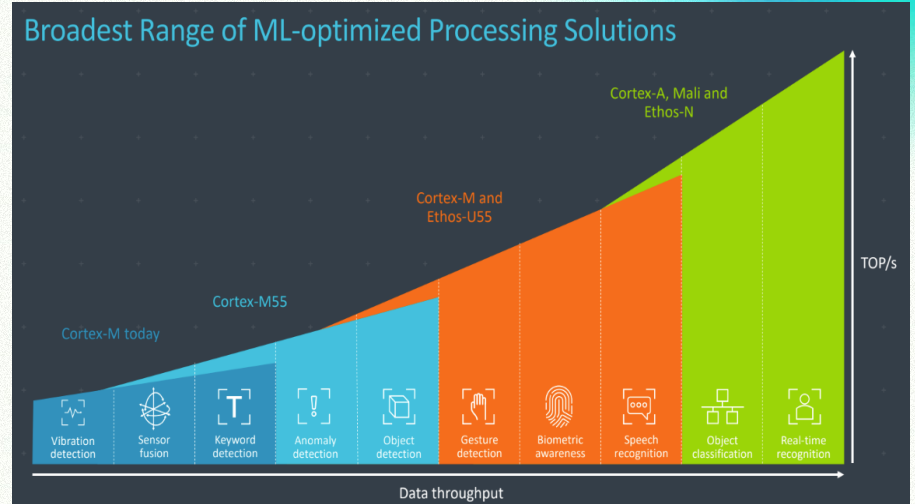 Broadest Range of ML-optimized Processing Solutions
Cortex-A, Mali and
Ethos-N
Cortex-M and
Ethos-U55
TOP/s
Cortex-M55
Cortex-M today
T
Vibration
detection
Sensor
fusion
Keyword
detection
Anomaly
detection
Object
detection
Gesture
detection
Biometric
awareness
Speech
recognition
Object
classification
Real-time
recognition
Data throughput